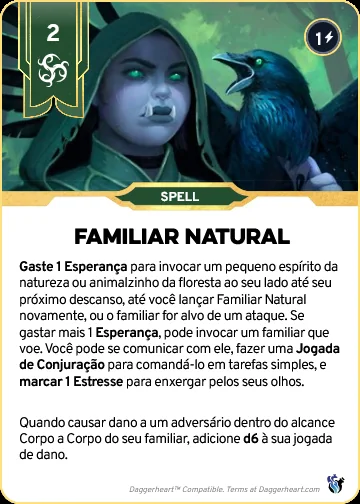 2
1
SPELL
FAMILIAR NATURAL
Gaste 1 Esperança para invocar um pequeno espírito da
natureza ou animalzinho da floresta ao seu lado até seu
próximo descanso, até você lançar Familiar Natural
novamente, ou o familiar for alvo de um ataque. Se
gastar mais 1 Esperança, pode invocar um familiar que
voe. Você pode se comunicar com ele, fazer uma Jogada
de Conjuração para comandá-lo em tarefas simples, e
marcar 1 Estresse para enxergar pelos seus olhos.
Quando causar dano a um adversário dentro do alcance
Corpo a Corpo do seu familiar, adicione d6 à sua jogada
de dano.
Daggerheart™ Compatible. Terms at Daggerheart.com